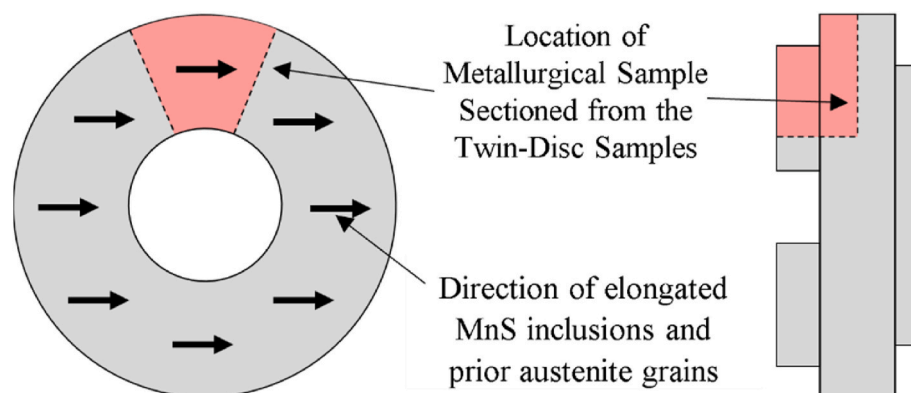 Location of
Metallurgical Sample
Sectioned from the
Twin-Disc Samples
Direction of elongated
MnS inclusions and
prior austenite grains